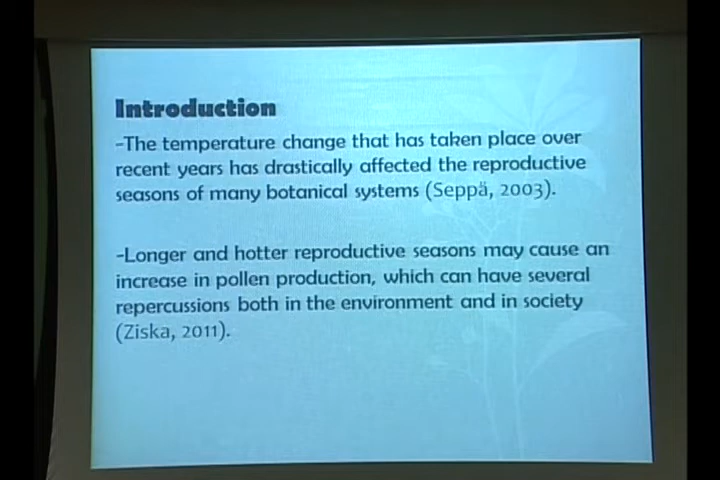 Introduction
-The temperature change that has taken place over
recent years has drastically affected the reproductive
seasons of many botanical systems (Seppä, 2003).
-Longer and hotter reproductive seasons may cause an
increase in pollen production, which can have several
repercussions both in the environment and in society
(Ziska, 2011).